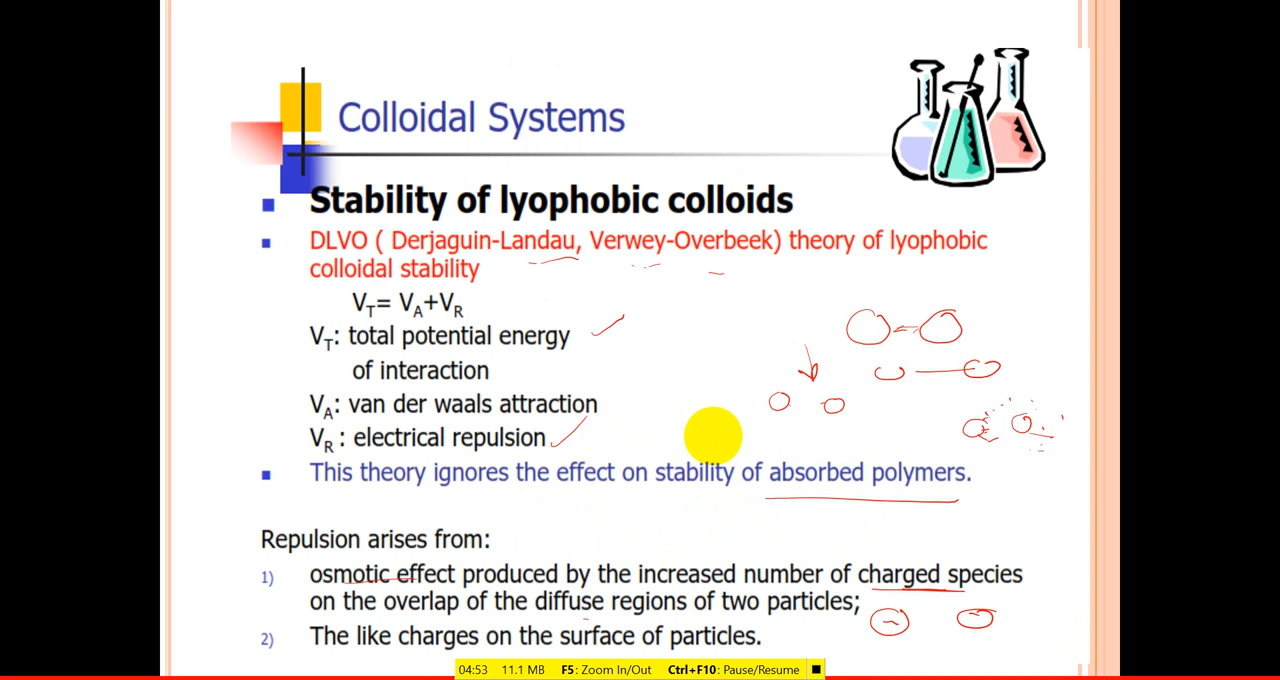 Colloidal Systems
Stability of lyophobic colloids
DLVO ( Derjaguin-Landau, Verwey-Overbeek) theory of lyophobic
colloidal stability
VT= VA+VR
VT: total potential energy
of interaction
VA: van der waals attraction
VR : electrical repulsion
This theory ignores the effect on stability of absorbed polymers.
Repulsion arises from:
1) osmotic effect produced by the increased number of charged species
on the overlap of the diffuse regions of two particles;
2) The like charges on the surface of particles.
04:53 11.1 MB F5: Zoom In/Out Ctrl+F10: Pause/Resume